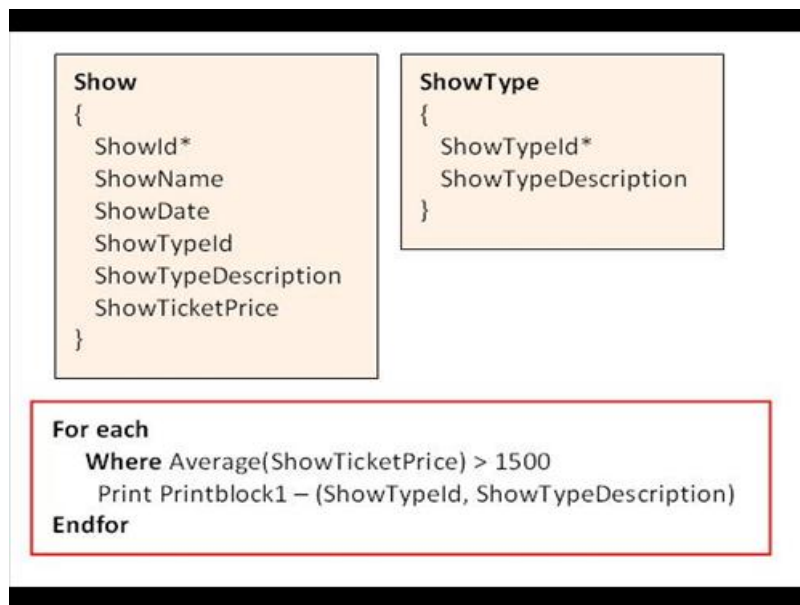 Show
{
ShowId*
ShowName
ShowDate
ShowTypeId
ShowTypeDescription
ShowTicketPrice
}
ShowType
{
ShowTypeId*
ShowTypeDescription
}
For each
Where Average(ShowTicketPrice) > 1500
Print Printblock1 – (ShowTypeId, ShowTypeDescription)
Endfor